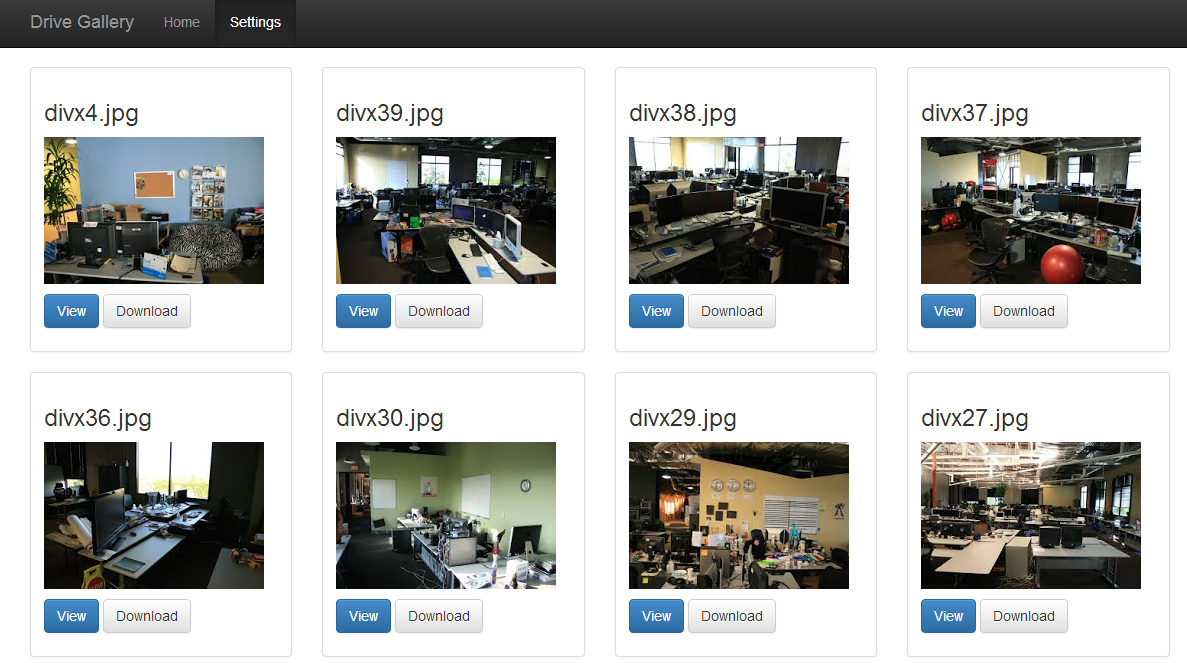 Drive Gallery Home Settings
divx4.jpg divx39.jpg divx38.jpg divx37.jpg
View Download View Download View Download View Download
divx36.jpg divx30.jpg divx29.jpg divx27.jpg
View Download View Download View Download View Download